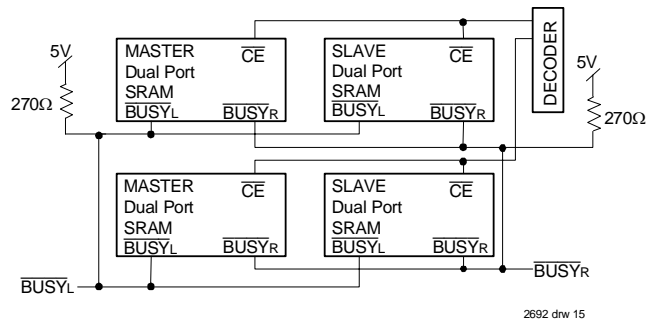 MASTER
Dual Port
SRAM
CE
BUSYL
BUSYR
SLAVE
Dual Port
SRAM
CE
BUSYL
BUSYR
DECODER
5V
270Ω
5V
270Ω
MASTER
Dual Port
SRAM
CE
BUSYL
BUSYR
SLAVE
Dual Port
SRAM
CE
BUSYL
BUSYR
BUSYL
BUSYR
2692 drw 15